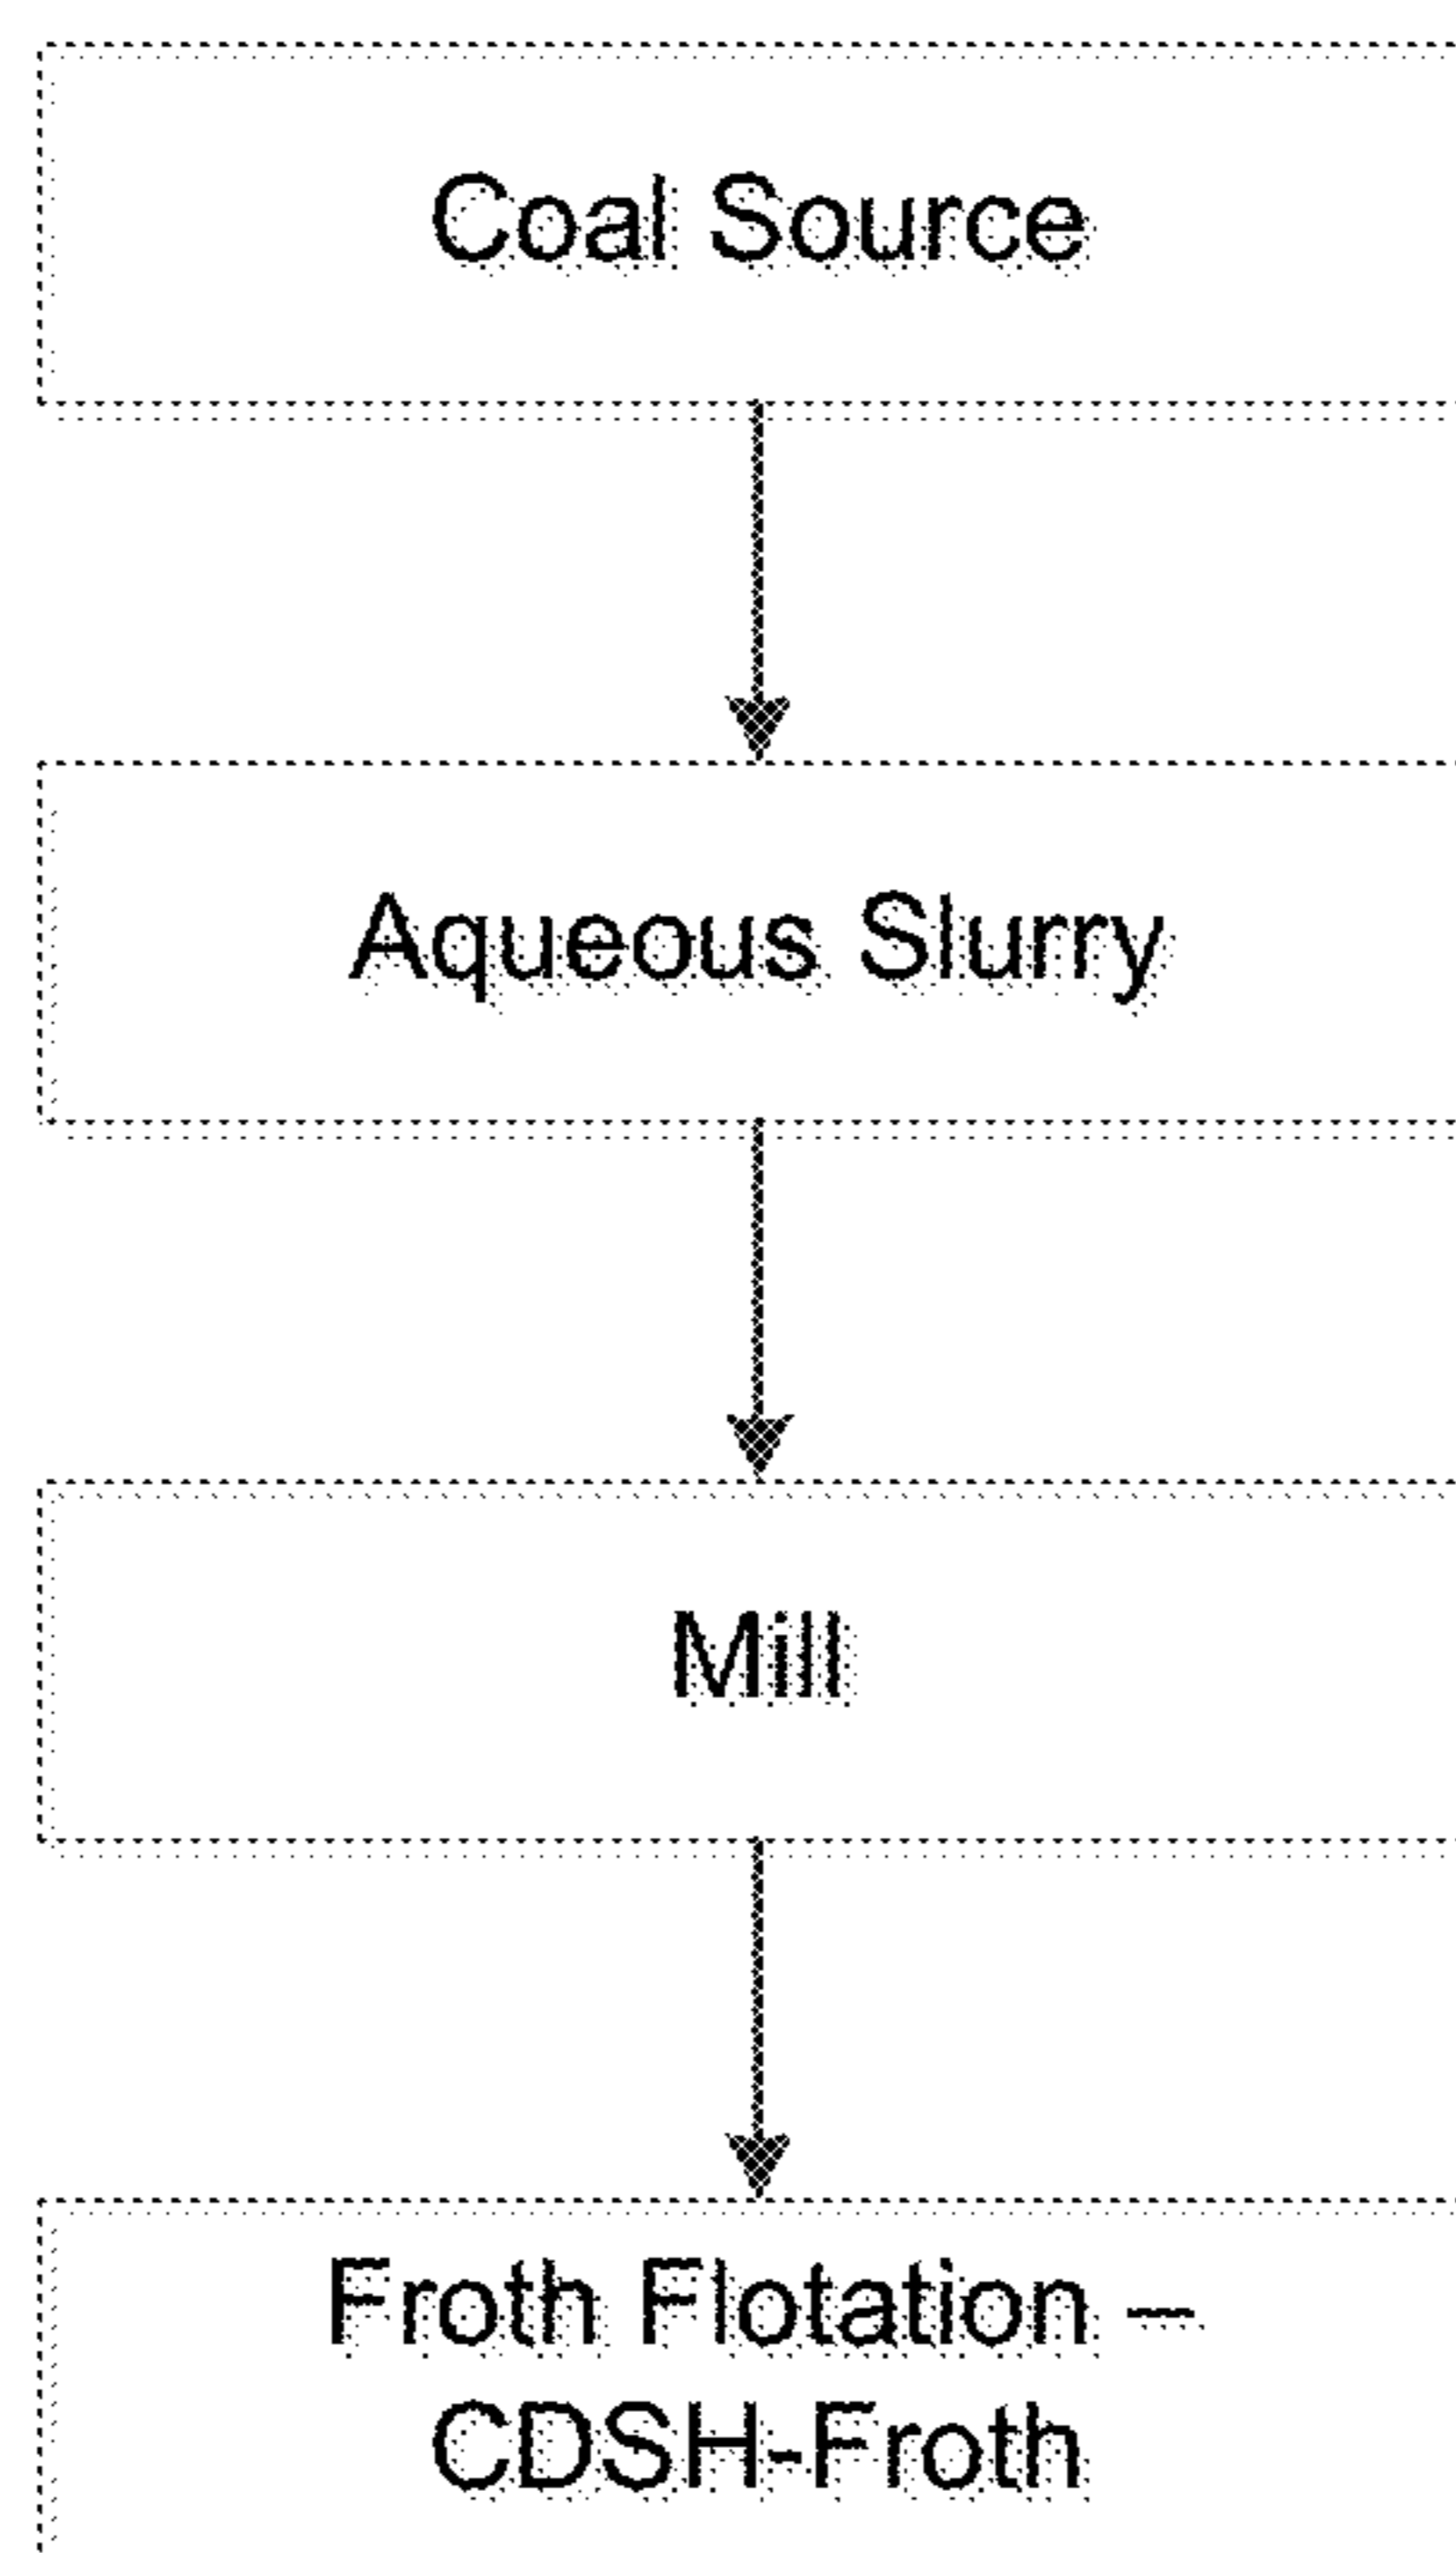 Coal Source
Aqueous Slurry
Mill
Froth Flotation –
CDSH-Froth